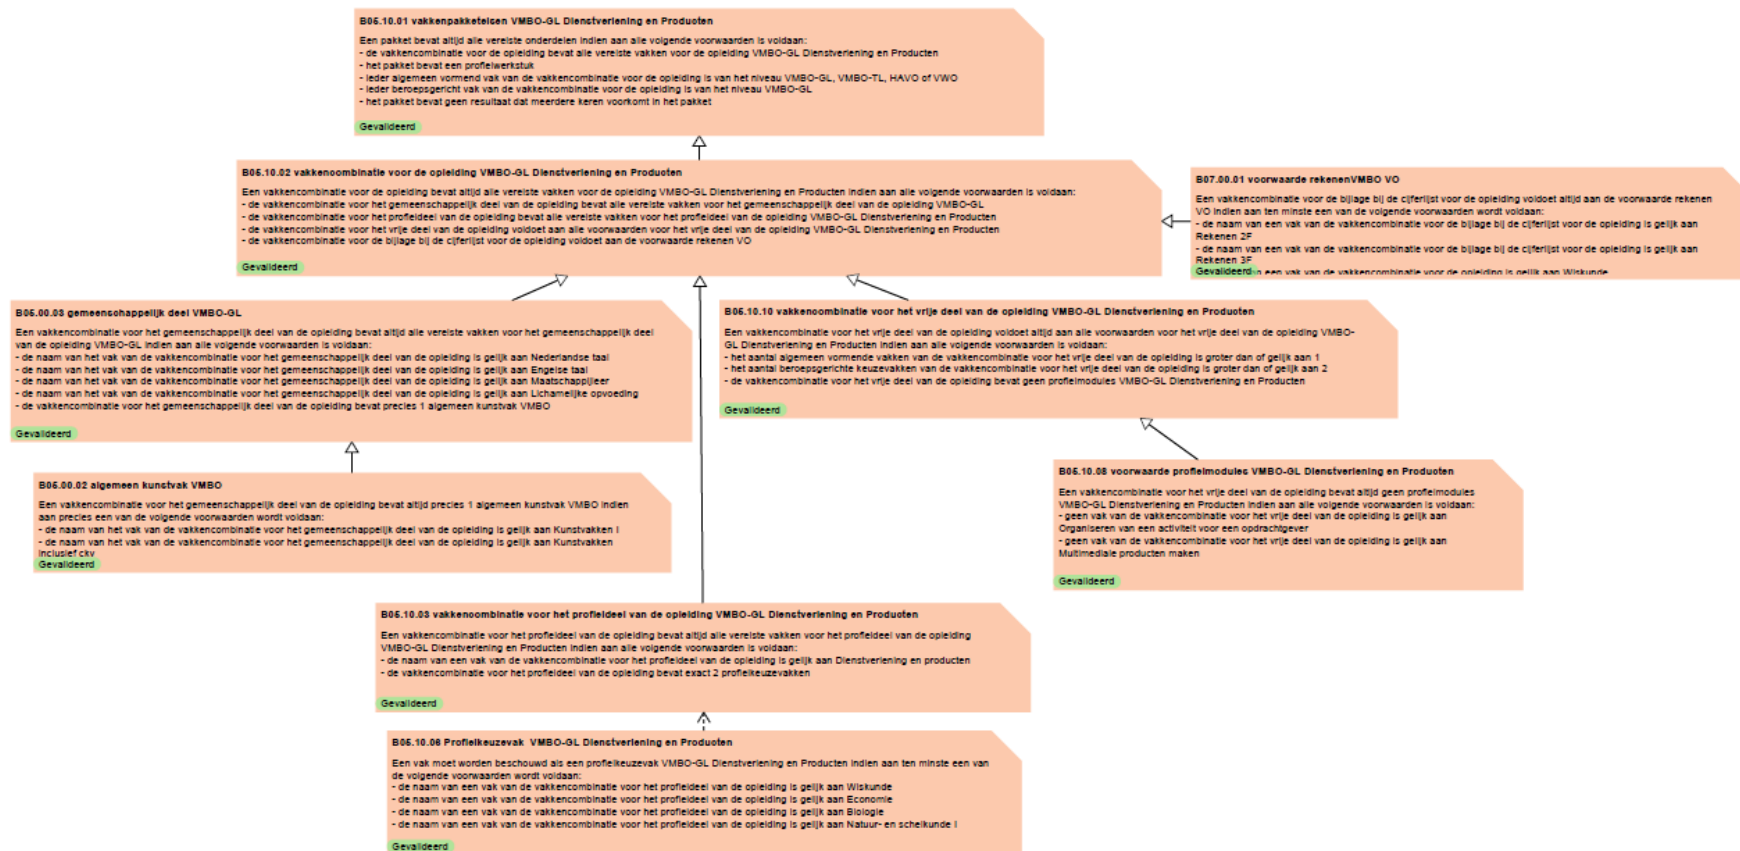 B05.10.01 vakkenpakketeisen VMBO-GL Dienstverlening en Producten
Een pakket bevat altijd alle vereiste onderdelen indien aan alle volgende voorwaarden is voldaan:
- de vakkencombinatie voor de opleiding bevat alle vereiste vakken voor de opleiding VMBO-GL Dienstverlening en Producten
- het pakket bevat een profielwerkstuk
- ieder algemeen vormend vak van de vakkencombinatie voor de opleiding is van het niveau VMBO-GL, VMBO-TL, HAVO of VWO
- ieder beroepsgericht vak van de vakkencombinatie voor de opleiding is van het niveau VMBO-GL
- het pakket bevat geen resultaat dat meerdere keren voorkomt in het pakket
Gevalideerd
B05.10.02 vakkencombinatie voor de opleiding VMBO-GL Dienstverlening en Producten
Een vakkencombinatie voor de opleiding bevat altijd alle vereiste vakken voor de opleiding VMBO-GL Dienstverlening en Producten indien aan alle volgende voorwaarden is voldaan:
- de vakkencombinatie voor het gemeenschappelijk deel van de opleiding bevat alle vereiste vakken voor het gemeenschappelijk deel van de opleiding VMBO-GL
- de vakkencombinatie voor het profieldeel van de opleiding bevat alle vereiste vakken voor het profieldeel van de opleiding VMBO-GL Dienstverlening en Producten
- de vakkencombinatie voor het vrije deel van de opleiding voldoet aan alle voorwaarden voor het vrije deel van de opleiding VMBO-GL Dienstverlening en Producten
- de vakkencombinatie voor de bijlage bij de cijferlijst voor de opleiding voldoet aan de voorwaarde rekenen VO
Gevalideerd
B07.00.01 voorwaarde rekenenVMBO VO
Een vakkencombinatie voor de bijlage bij de cijferlijst voor de opleiding voldoet altijd aan de voorwaarde rekenen
VO indien aan ten minste een van de volgende voorwaarden wordt voldaan:
- de naam van een vak van de vakkencombinatie voor de bijlage bij de cijferlijst voor de opleiding is gelijk aan
Rekenen 2F
- de naam van een vak van de vakkencombinatie voor de bijlage bij de cijferlijst voor de opleiding is gelijk aan
Rekenen 3F
Gevalideerd een vak van de vakkencombinatie voor de opleiding is gelijk aan Wiskunde
B05.00.03 gemeenschappelijk deel VMBO-GL
Een vakkencombinatie voor het gemeenschappelijk deel van de opleiding bevat altijd alle vereiste vakken voor het gemeenschappelijk deel
van de opleiding VMBO-GL indien aan alle volgende voorwaarden is voldaan:
- de naam van het vak van de vakkencombinatie voor het gemeenschappelijk deel van de opleiding is gelijk aan Nederlandse taal
- de naam van het vak van de vakkencombinatie voor het gemeenschappelijk deel van de opleiding is gelijk aan Engelse taal
- de naam van het vak van de vakkencombinatie voor het gemeenschappelijk deel van de opleiding is gelijk aan Maatschappijleer
- de naam van het vak van de vakkencombinatie voor het gemeenschappelijk deel van de opleiding is gelijk aan Lichamelijke opvoeding
- de vakkencombinatie voor het gemeenschappelijk deel van de opleiding bevat precies 1 algemeen kunstvak VMBO
Gevalideerd
B05.10.10 vakkencombinatie voor het vrije deel van de opleiding VMBO-GL Dienstverlening en Producten
Een vakkencombinatie voor het vrije deel van de opleiding voldoet altijd aan alle voorwaarden voor het vrije deel van de opleiding VMBO-
GL Dienstverlening en Producten indien aan alle volgende voorwaarden is voldaan:
- het aantal algemeen vormende vakken van de vakkencombinatie voor het vrije deel van de opleiding is groter dan of gelijk aan 1
- het aantal beroepsgerichte keuzevakken van de vakkencombinatie voor het vrije deel van de opleiding is groter dan of gelijk aan 2
- de vakkencombinatie voor het vrije deel van de opleiding bevat geen profielmodules VMBO-GL Dienstverlening en Producten
Gevalideerd
B05.00.02 algemeen kunstvak VMBO
Een vakkencombinatie voor het gemeenschappelijk deel van de opleiding bevat altijd precies 1 algemeen kunstvak VMBO indien
aan precies een van de volgende voorwaarden wordt voldaan:
- de naam van het vak van de vakkencombinatie voor het gemeenschappelijk deel van de opleiding is gelijk aan Kunstvakken I
- de naam van het vak van de vakkencombinatie voor het gemeenschappelijk deel van de opleiding is gelijk aan Kunstvakken
inclusief ckv
Gevalideerd
B05.10.08 voorwaarde profielmodules VMBO-GL Dienstverlening en Producten
Een vakkencombinatie voor het vrije deel van de opleiding bevat altijd geen profielmodules
VMBO-GL Dienstverlening en Producten indien aan alle volgende voorwaarden is voldaan:
- geen vak van de vakkencombinatie voor het vrije deel van de opleiding is gelijk aan
Organiseren van een activiteit voor een opdrachtgever
- geen vak van de vakkencombinatie voor het vrije deel van de opleiding is gelijk aan
Multimediale producten maken
Gevalideerd
B05.10.03 vakkencombinatie voor het profieldeel van de opleiding VMBO-GL Dienstverlening en Producten
Een vakkencombinatie voor het profieldeel van de opleiding bevat altijd alle vereiste vakken voor het profieldeel van de opleiding
VMBO-GL Dienstverlening en Producten indien aan alle volgende voorwaarden is voldaan:
- de naam van een vak van de vakkencombinatie voor het profieldeel van de opleiding is gelijk aan Dienstverlening en producten
- de vakkencombinatie voor het profieldeel van de opleiding bevat exact 2 profielkeuzevakken
Gevalideerd
B05.10.06 Profielkeuzevak VMBO-GL Dienstverlening en Producten
Een vak moet worden beschouwd als een profielkeuzevak VMBO-GL Dienstverlening en Producten indien aan ten minste een van
de volgende voorwaarden wordt voldaan:
- de naam van een vak van de vakkencombinatie voor het profieldeel van de opleiding is gelijk aan Wiskunde
- de naam van een vak van de vakkencombinatie voor het profieldeel van de opleiding is gelijk aan Economie
- de naam van een vak van de vakkencombinatie voor het profieldeel van de opleiding is gelijk aan Biologie
- de naam van een vak van de vakkencombinatie voor het profieldeel van de opleiding is gelijk aan Natuur- en scheikunde I
Gevalideerd